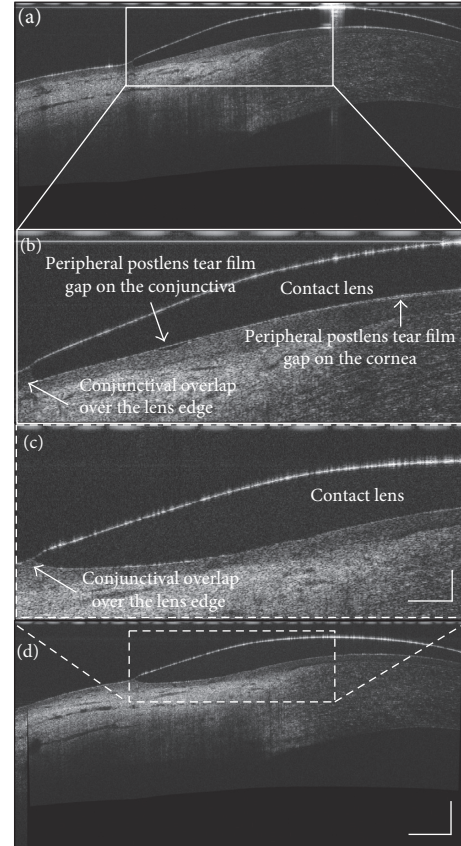 (a)
(b)
Peripheral postlens tear film
gap on the conjunctiva
Contact lens
Peripheral postlens tear film
gap on the cornea
Conjunctival overlap
over the lens edge
(c)
Contact lens
Conjunctival overlap
over the lens edge
(d)